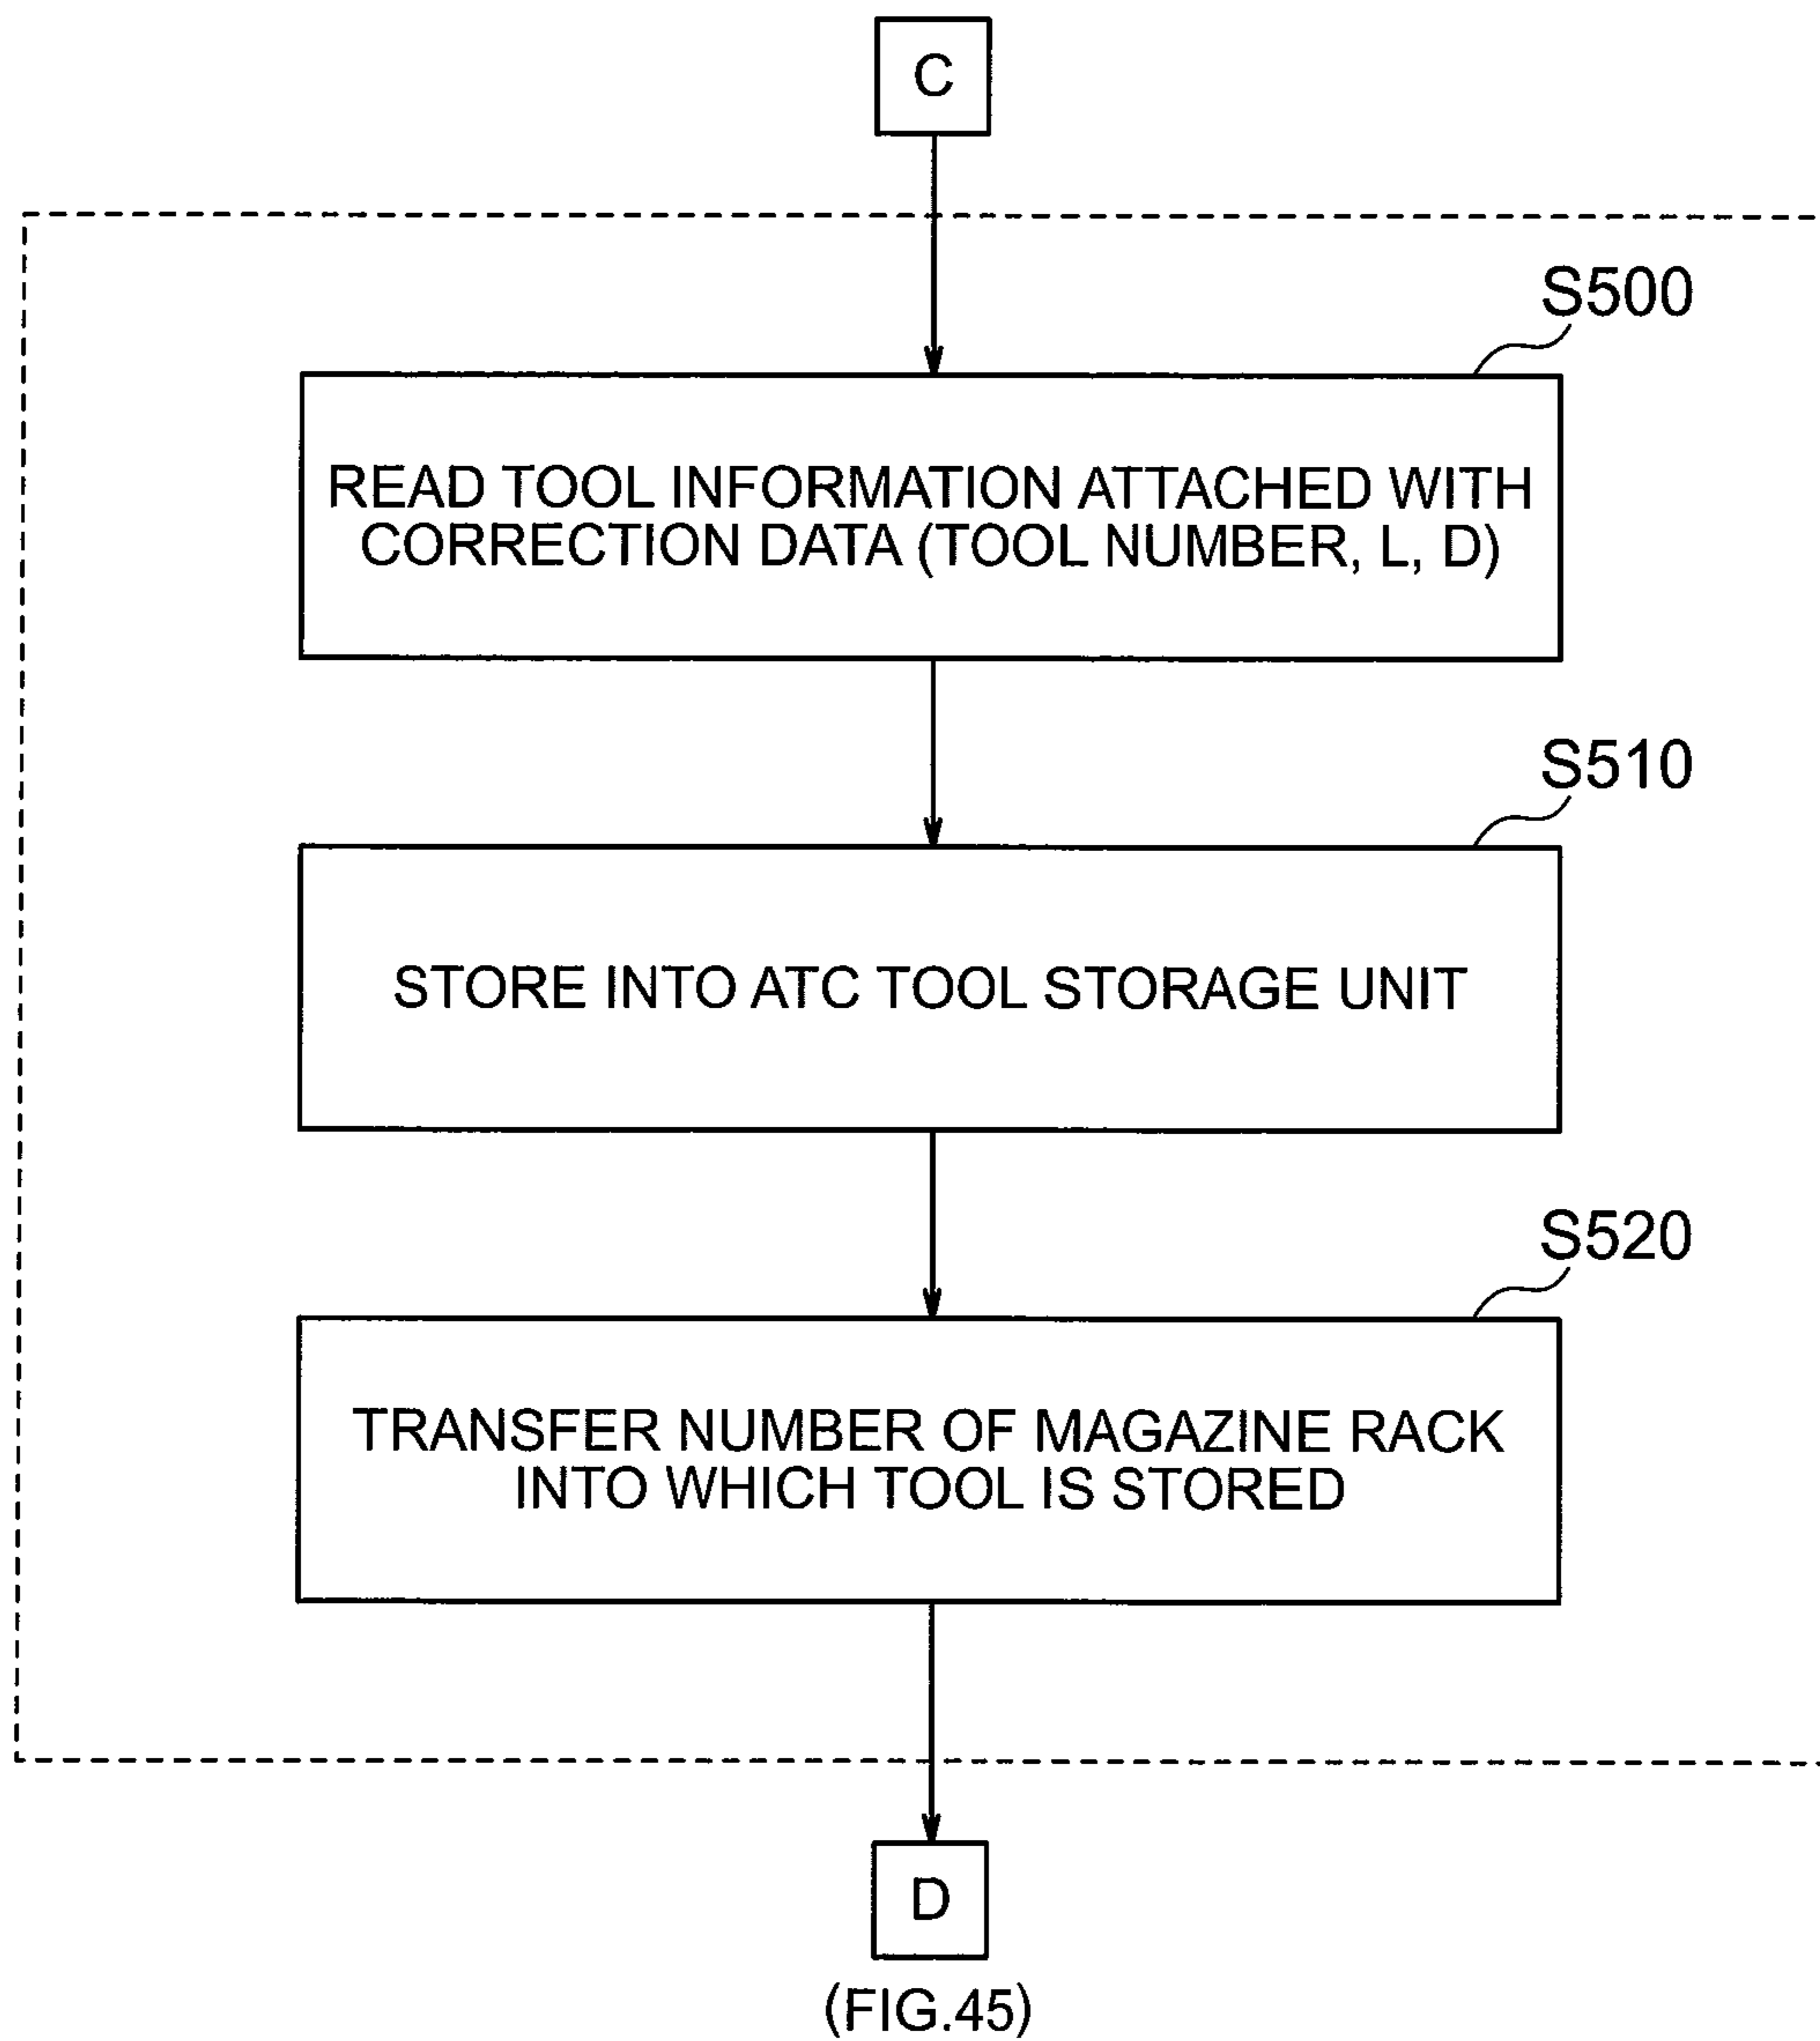 C
S500
READ TOOL INFORMATION ATTACHED WITH
CORRECTION DATA (TOOL NUMBER, L, D)
S510
STORE INTO ATC TOOL STORAGE UNIT
S520
TRANSFER NUMBER OF MAGAZINE RACK
INTO WHICH TOOL IS STORED
D
(FIG.45)